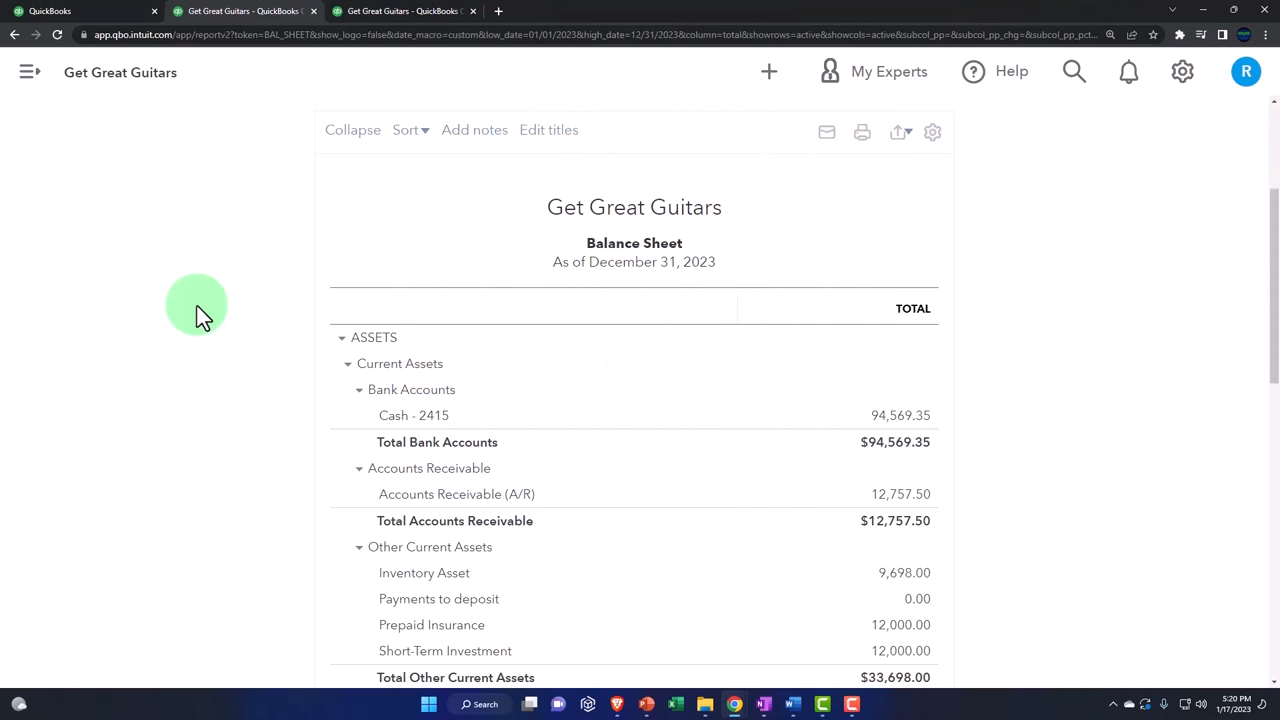 QuickBooks
Get Great Guitars - QuickBooks
Get Great Guitars - QuickBooks
app.qbo.intuit.com/app/reportv2?token=BAL_SHEET&show_logo=false&date_macro=custom&low_date=01/01/2023&high_date=12/31/2023&column=total&showrows=active&showcols=active&subcol_pp=&subcol_pp_chg=&subcol_pp_pct...
Get Great Guitars
My Experts
Help
R
Collapse Sort Add notes Edit titles
Get Great Guitars
Balance Sheet
As of December 31, 2023
TOTAL
ASSETS
Current Assets
Bank Accounts
Cash - 2415 94,569.35
Total Bank Accounts $94,569.35
Accounts Receivable
Accounts Receivable (A/R) 12,757.50
Total Accounts Receivable $12,757.50
Other Current Assets
Inventory Asset 9,698.00
Payments to deposit 0.00
Prepaid Insurance 12,000.00
Short-Term Investment 12,000.00
Total Other Current Assets $33,698.00
Search
5:20 PM
1/17/2023